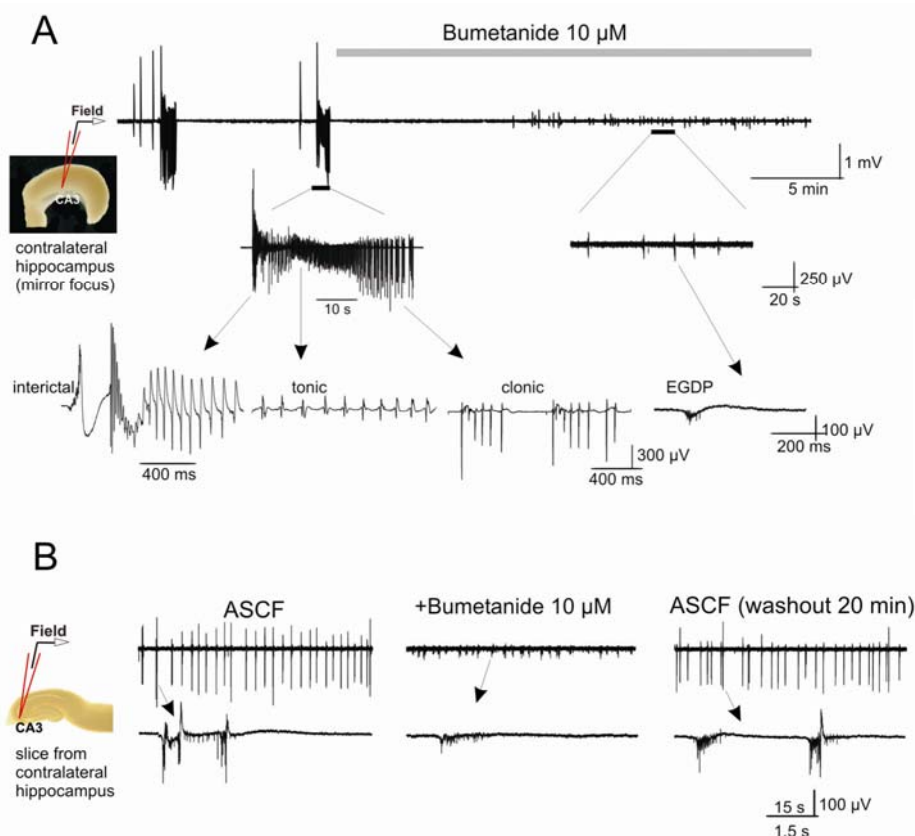 A
Bumetanide 10 µM
Field
1 mV
5 min
CA3
contralateral
hippocampus
(mirror focus)
10 s
250 µV
20 s
interictal
tonic
clonic
EGDP
400 ms
300 µV
400 ms
100 µV
200 ms
B
ASCF
+Bumetanide 10 µM
ASCF (washout 20 min)
Field
CA3
slice from
contralateral
hippocampus
15 s
100 µV
1.5 s